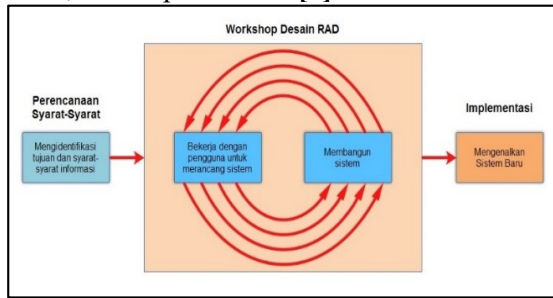 Workshop Desain RAD
Perencanaan
Syarat-Syarat
Mengidentifikasi
tujuan dan syarat-
syarat informasi
Bekerja dengan
pengguna untuk
merancang sistem
Membangun
sistem
Implementasi
Mengenalkan
Sistem Baru